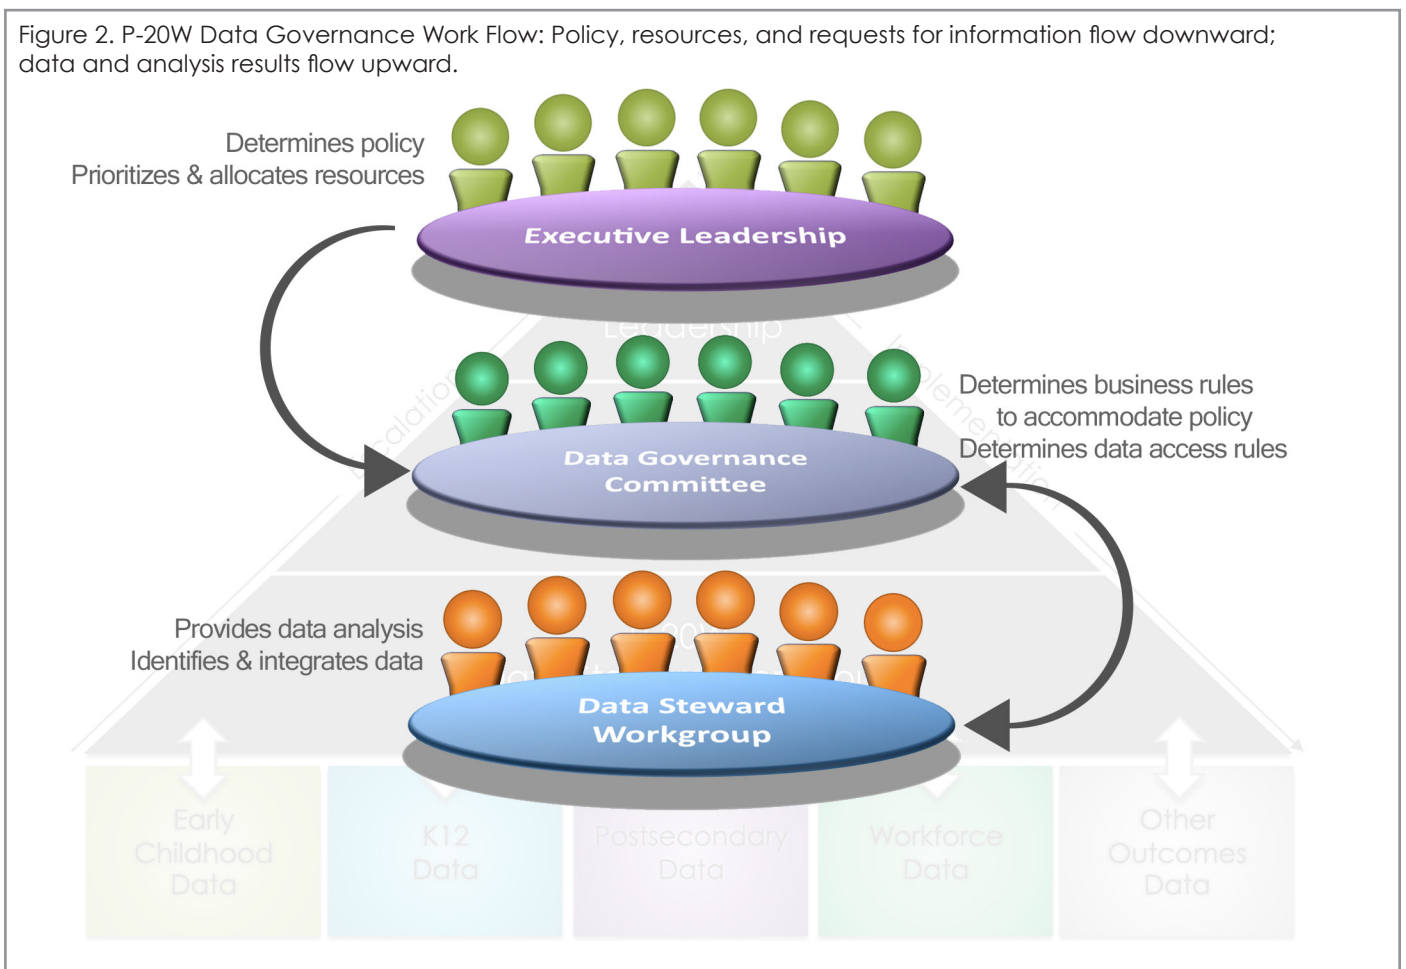 Figure 2. P-20W Data Governance Work Flow: Policy, resources, and requests for information flow downward;
data and analysis results flow upward.
Determines policy
Prioritizes & allocates resources
Executive Leadership
Leadership
Escalation
Implementation
Determines business rules
to accommodate policy
Determines data access rules
Data Governance
Committee
Provides data analysis
Identifies & integrates data
Data Steward
Workgroup
Early
Childhood
Data
K12
Data
Postsecondary
Data
Workforce
Data
Other
Outcomes
Data